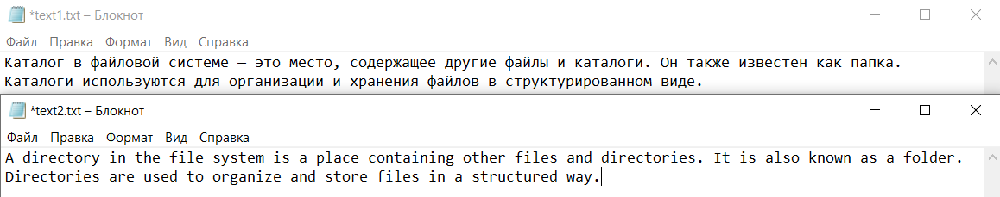 *text1.txt – Блокнот
Файл Правка Формат Вид Справка
Каталог в файловой системе — это место, содержащее другие файлы и каталоги. Он также известен как папка.
Каталоги используются для организации и хранения файлов в структурированном виде.
*text2.txt – Блокнот
Файл Правка Формат Вид Справка
A directory in the file system is a place containing other files and directories. It is also known as a folder.
Directories are used to organize and store files in a structured way.